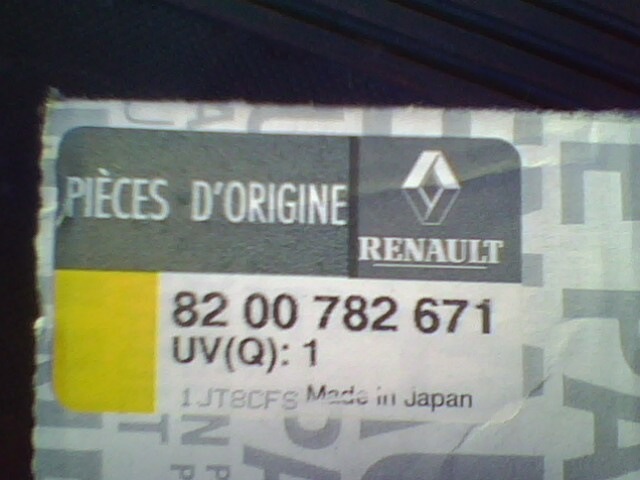 PIÈCES D'ORIGINE
RENAULT
82 00 782 671
UV(Q): 1
1JT8CFS Made in Japan